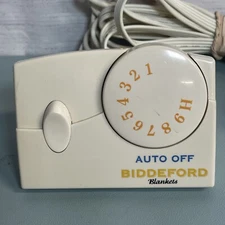 1 2 3 4 5 6 7 8 9 H
AUTO OFF
BIDDEFORD
Blankets